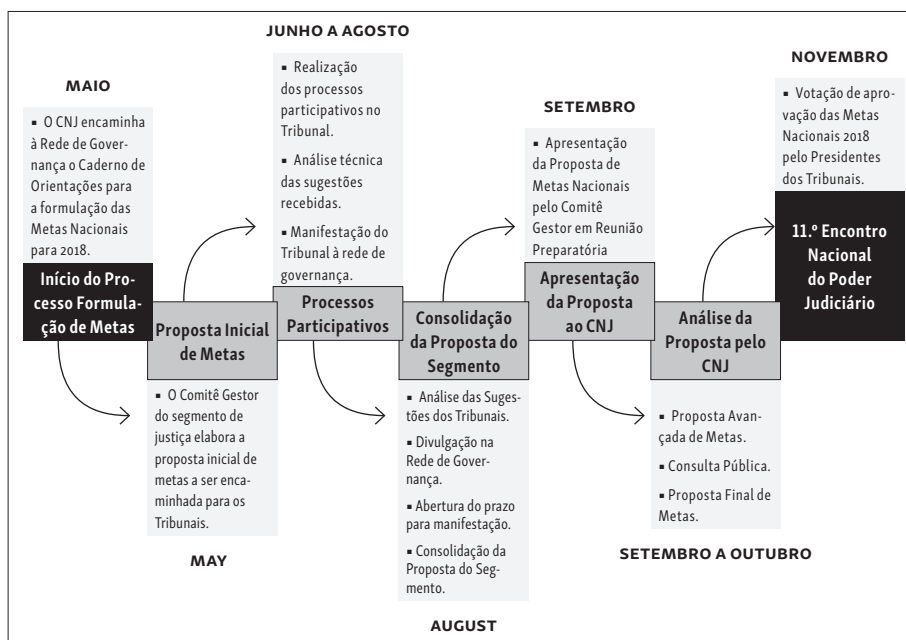 MAIO
▪ O CNJ encaminha
à Rede de Gover-
nança o Caderno de
Orientações para
a formulação das
Metas Nacionais
para 2018.
Início do Pro-
cesso Formula-
ção de Metas
Proposta Inicial
de Metas
▪ O Comitê Gestor
do segmento de
justiça elabora a
proposta inicial de
metas a ser enca-
minhada para os
Tribunais.
MAY
JUNHO A AGOSTO
▪ Realização
dos processos
participativos no
Tribunal.
▪ Análise técnica
das sugestões
recebidas.
▪ Manifestação do
Tribunal à rede de
governança.
Processos
Participativos
Consolidação
da Proposta do
Segmento
▪ Análise das Suges-
tões dos Tribunais.
▪ Divulgação na
Rede de Gover-
nança.
▪ Abertura do prazo
para manifestação.
▪ Consolidação da
Proposta do Seg-
mento.
AUGUST
SETEMBRO
▪ Apresentação
da Proposta de
Metas Nacionais
pelo Comitê
Gestor em Reunião
Preparatória
Apresentação
da Proposta
ao CNJ
Análise da
Proposta pelo
CNJ
▪ Proposta Avan-
çada de Metas.
▪ Consulta Pública.
▪ Proposta Final de
Metas.
SETEMBRO A OUTUBRO
NOVEMBRO
▪ Votação de apro-
vação das Metas
Nacionais 2018
pelo Presidentes
dos Tribunais.
11.º Encontro
Nacional
do Poder
Judiciário